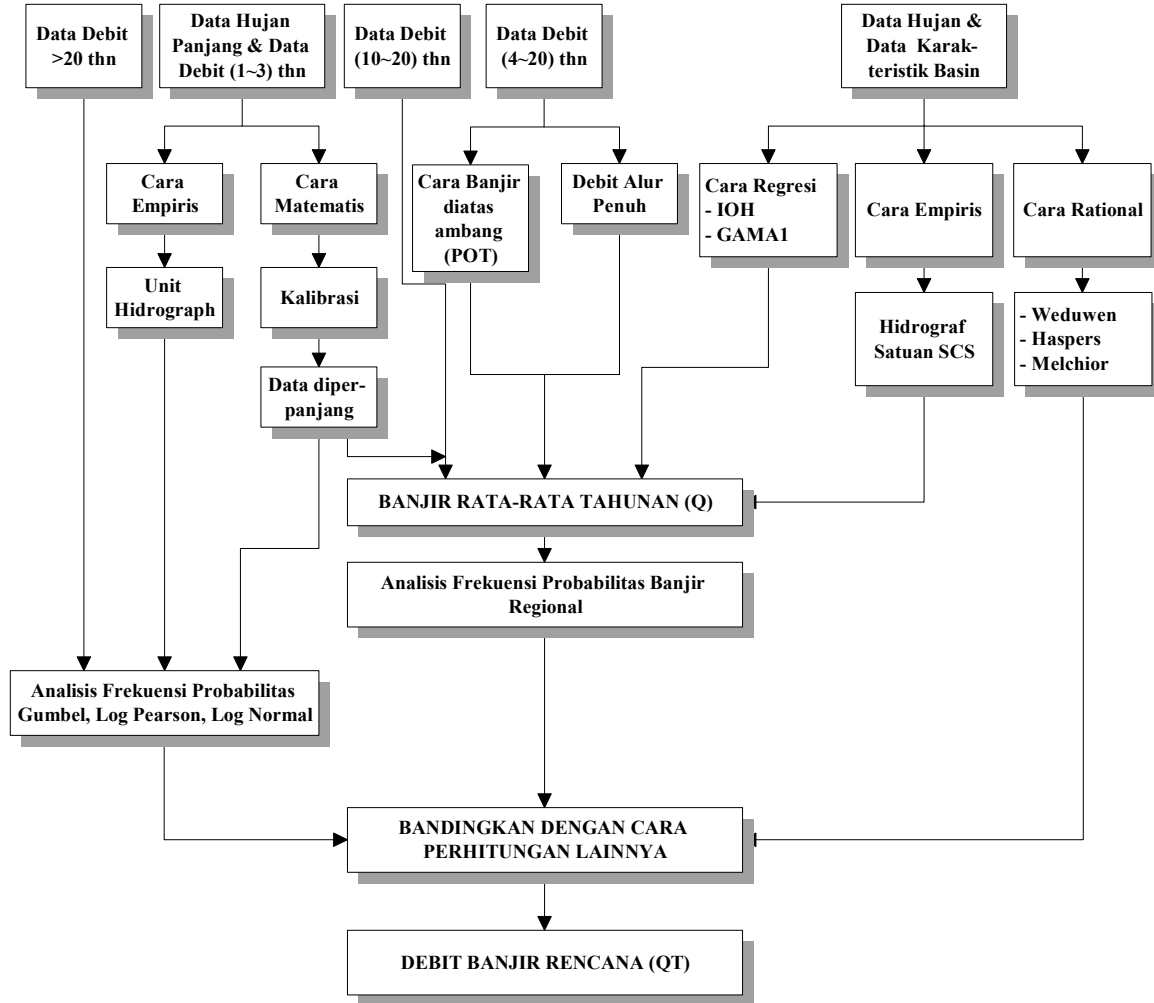 Data Debit
>20 thn
Data Hujan
Panjang & Data
Debit (1~3) thn
Data Debit
(10~20) thn
Data Debit
(4~20) thn
Data Hujan &
Data Karak-
teristik Basin
Cara
Empiris
Cara
Matematis
Cara Banjir
diatas
ambang
(POT)
Debit Alur
Penuh
Cara Regresi
- IOH
- GAMA1
Cara Empiris
Cara Rational
Unit
Hidrograph
Kalibrasi
Hidrograf
Satuan SCS
- Weduwen
- Haspers
- Melchior
Data diper-
panjang
BANJIR RATA-RATA TAHUNAN (Q)
Analisis Frekuensi Probabilitas Banjir
Regional
Analisis Frekuensi Probabilitas
Gumbel, Log Pearson, Log Normal
BANDINGKAN DENGAN CARA
PERHITUNGAN LAINNYA
DEBIT BANJIR RENCANA (QT)